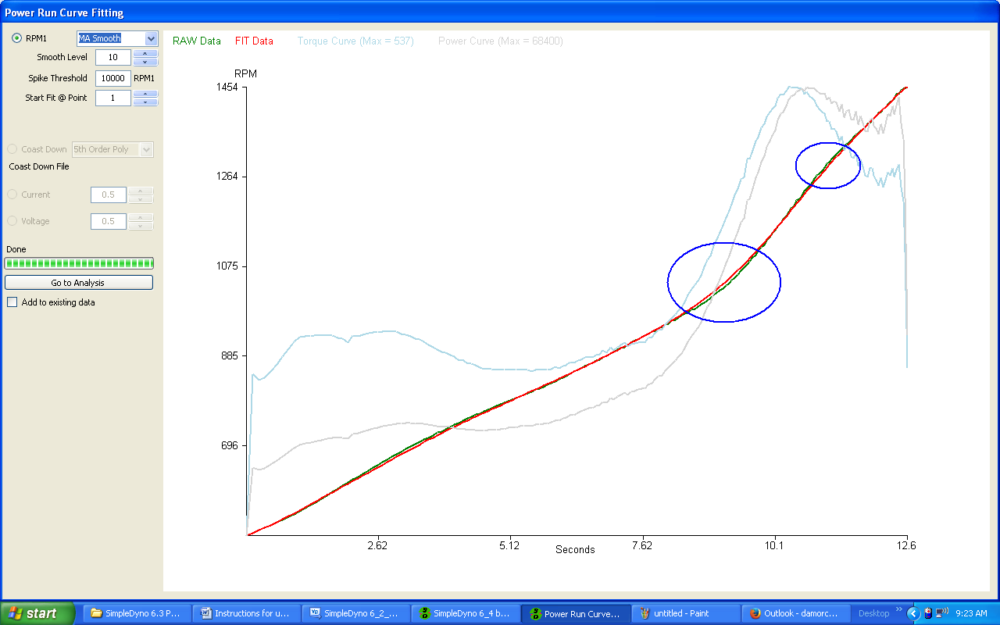 Power Run Curve Fitting
RPM1 MA Smooth
Smooth Level 10
Spike Threshold 10000 RPM1
Start Fit @ Point 1
Coast Down 5th Order Poly
Coast Down File
Current 0.5
Voltage 0.5
Done
Go to Analysis
Add to existing data
RAW Data FIT Data Torque Curve (Max = 537) Power Curve (Max = 68400)
RPM
1454
1264
1075
885
696
2.62 5.12 7.62 10.1 12.6
Seconds
start SimpleDyno 6.3 P... Instructions for u... SimpleDyno 6_2_... SimpleDyno 6_4 b... Power Run Curve... untitled - Paint Outlook - damorc... Desktop 9:23 AM